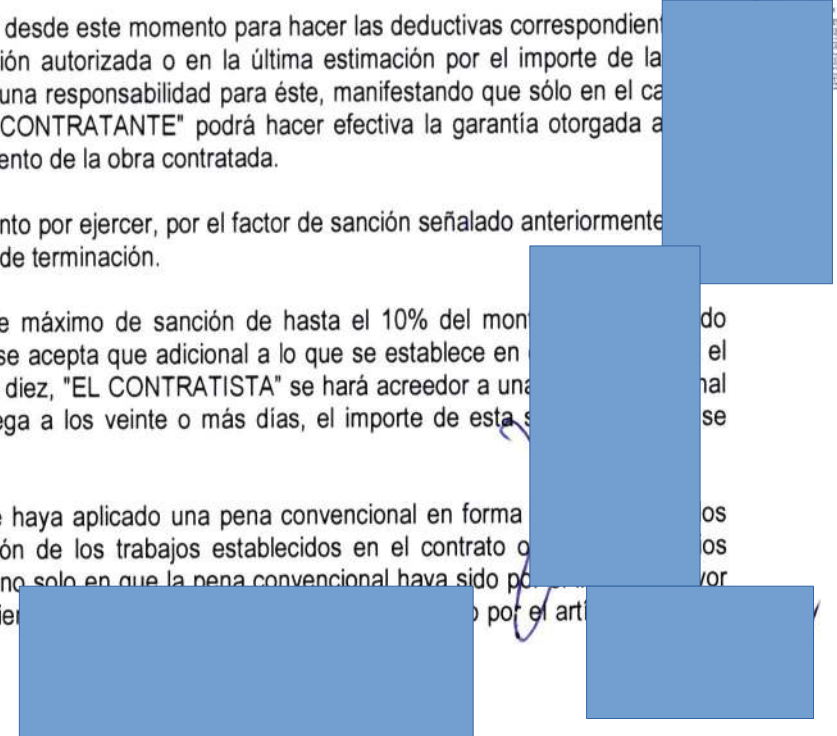 desde este momento para hacer las deductivas correspondient
ión autorizada o en la última estimación por el importe de la
una responsabilidad para éste, manifestando que sólo en el ca
CONTRATANTE" podrá hacer efectiva la garantía otorgada a
ento de la obra contratada.
nto por ejercer, por el factor de sanción señalado anteriormente
de terminación.
e máximo de sanción de hasta el 10% del mon do
se acepta que adicional a lo que se establece en el
diez, "EL CONTRATISTA" se hará acreedor a una nal
ega a los veinte o más días, el importe de esta s se
e haya aplicado una pena convencional en forma os
ón de los trabajos establecidos en el contrato o ios
no solo en que la pena convencional haya sido po yor
ier o por el artí